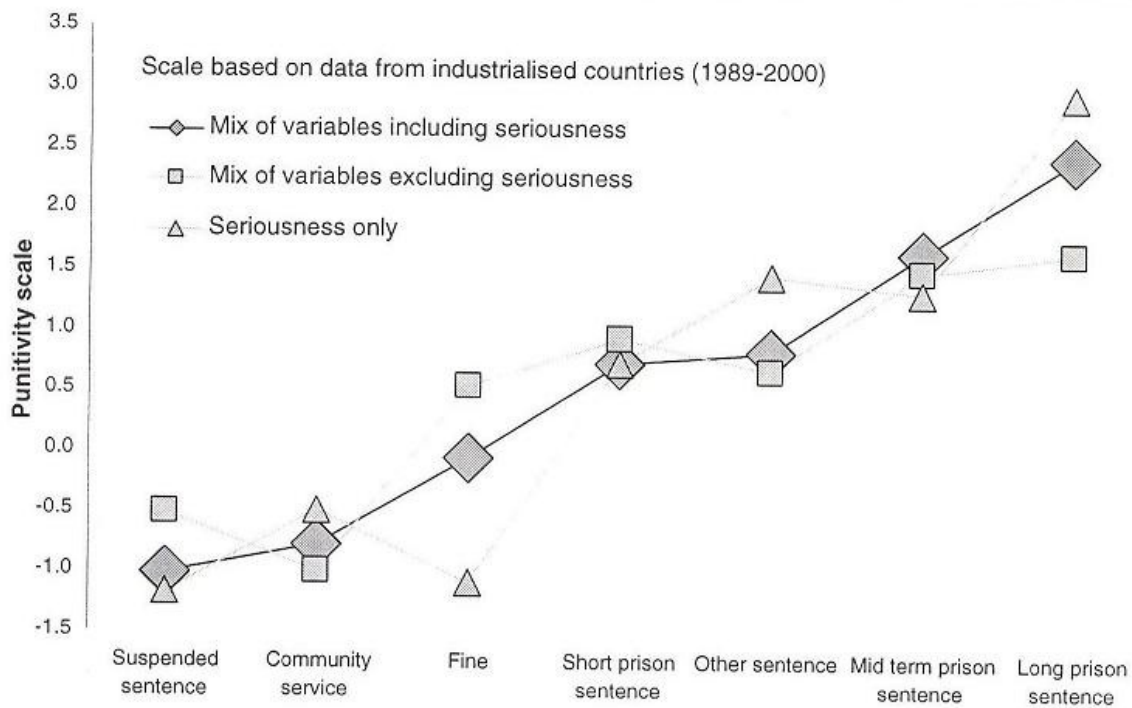 3.5
3.0
2.5
2.0
1.5
1.0
0.5
0.0
-0.5
-1.0
-1.5
Punitivity scale
Scale based on data from industrialised countries (1989-2000)
Mix of variables including seriousness
Mix of variables excluding seriousness
Seriousness only
Suspended
sentence
Community
service
Fine
Short prison
sentence
Other sentence
Mid term prison
sentence
Long prison
sentence